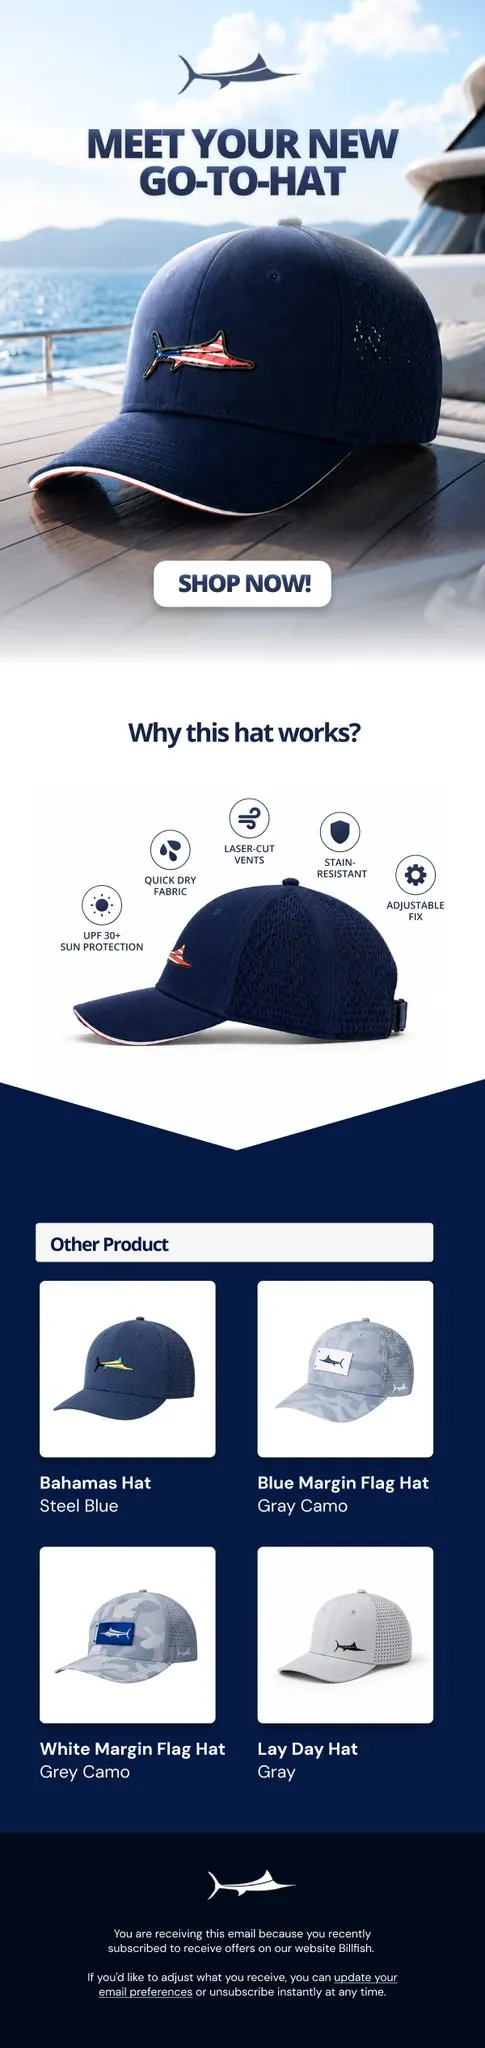 MEET YOUR NEW
GO-TO-HAT
SHOP NOW!
Why this hat works?
LASER-CUT
VENTS
STAIN-
RESISTANT
QUICK DRY
FABRIC
ADJUSTABLE
FIX
UPF 30+
SUN PROTECTION
Other Product
Bahamas Hat
Steel Blue
Blue Margin Flag Hat
Gray Camo
White Margin Flag Hat
Grey Camo
Lay Day Hat
Gray
You are receiving this email because you recently
subscribed to receive offers on our website Billfish.
If you'd like to adjust what you receive, you can update your
email preferences or unsubscribe instantly at any time.